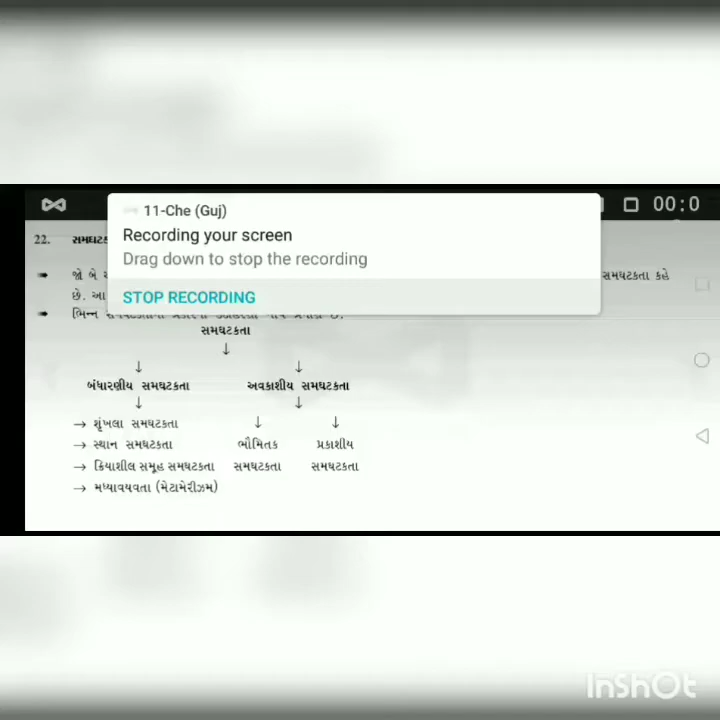 00:0
11-Che (Guj)
Recording your screen
Drag down to stop the recording
STOP RECORDING
22. સમઘટક
જો બે સમઘટકતા કહે
છે. આ
ભિન્ન
સમઘટકતા
↓
↓ ↓
બંધારણીય સમઘટકતા અવકાશીય સમઘટકતા
↓ ↓
→ શૃંખલા સમઘટકતા ↓ ↓
→ સ્થાન સમઘટકતા ભૌમિતક પ્રકાશીય
→ ક્રિયાશીલ સમૂહ સમઘટકતા સમઘટકતા સમઘટકતા
→ મધ્યાવયવતા (મેટામેરીઝમ)
InShOt